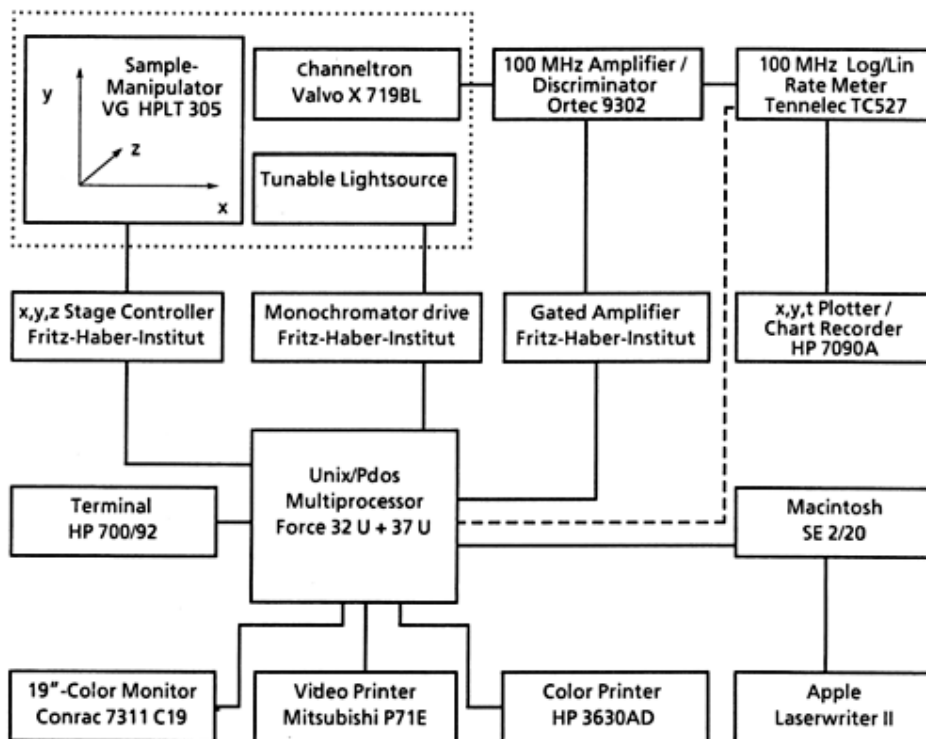 Sample-
Manipulator
VG HPLT 305
y
z
x
Channeltron
Valvo X 719BL
Tunable Lightsource
100 MHz Amplifier /
Discriminator
Ortec 9302
100 MHz Log/Lin
Rate Meter
Tennelec TC527
x,y,z Stage Controller
Fritz-Haber-Institut
Monochromator drive
Fritz-Haber-Institut
Gated Amplifier
Fritz-Haber-Institut
x,y,t Plotter /
Chart Recorder
HP 7090A
Terminal
HP 700/92
Unix/Pdos
Multiprocessor
Force 32 U + 37 U
Macintosh
SE 2/20
19"-Color Monitor
Conrac 7311 C19
Video Printer
Mitsubishi P71E
Color Printer
HP 3630AD
Apple
Laserwriter II